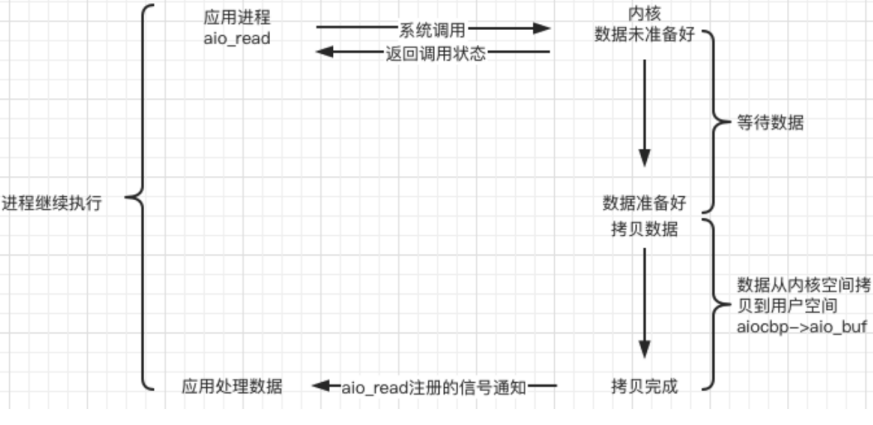 应用进程
aio_read
系统调用
返回调用状态
内核
数据未准备好
等待数据
进程继续执行
数据准备好
拷贝数据
数据从内核空间拷
贝到用户空间
aiocbp->aio_buf
应用处理数据
aio_read注册的信号通知
拷贝完成